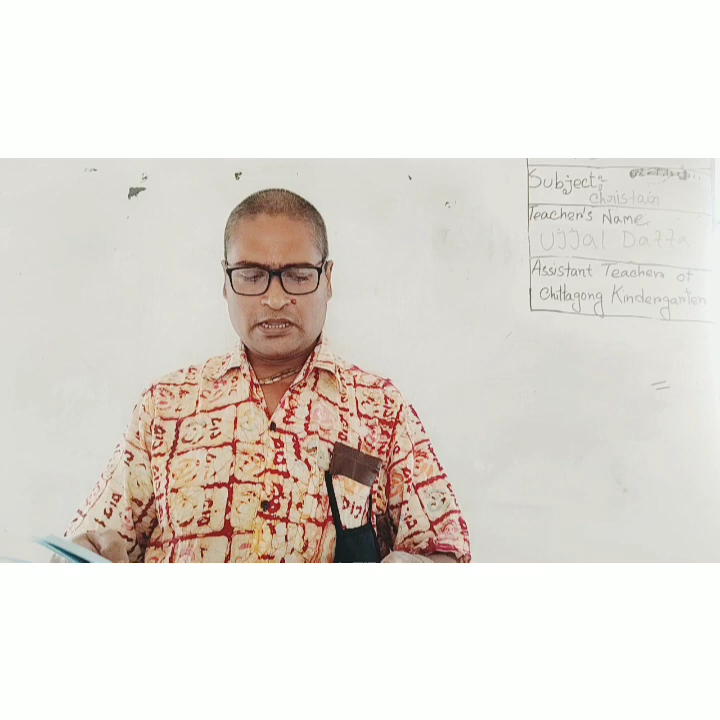 Subject:
christain
Teacher's Name
Ujjal Datta
Assistant Teacher of
Chittagong Kindergarten